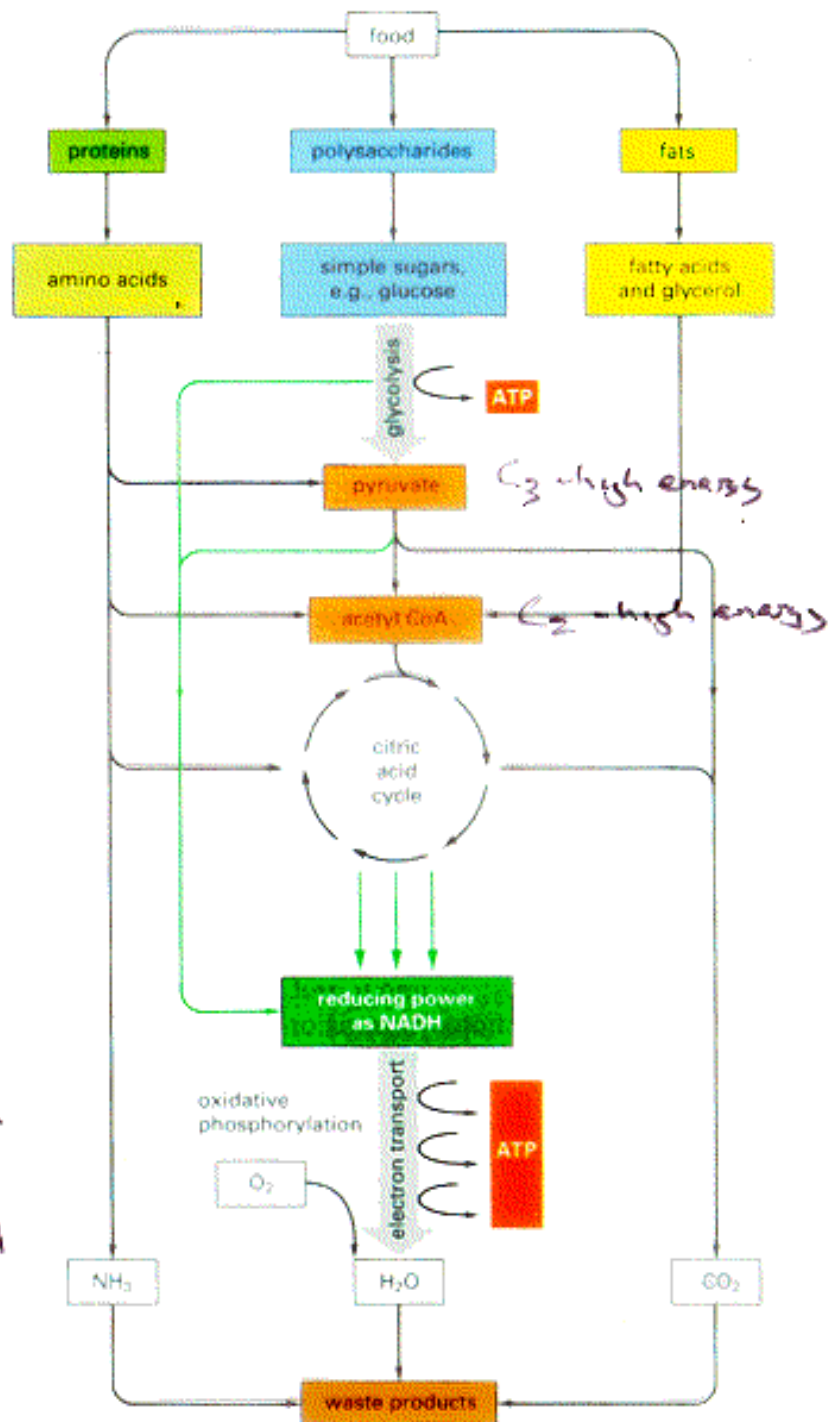 food
proteins
polysaccharides
fats
amino acids
simple sugars,
e.g., glucose
fatty acids
and glycerol
glycolysis
ATP
pyruvate
C3 - high energy
acetyl CoA
C2 - high energy
citric
acid
cycle
reducing power
as NADH
oxidative
phosphorylation
electron transport
ATP
O₂
NH₃
H₂O
CO₂
waste products